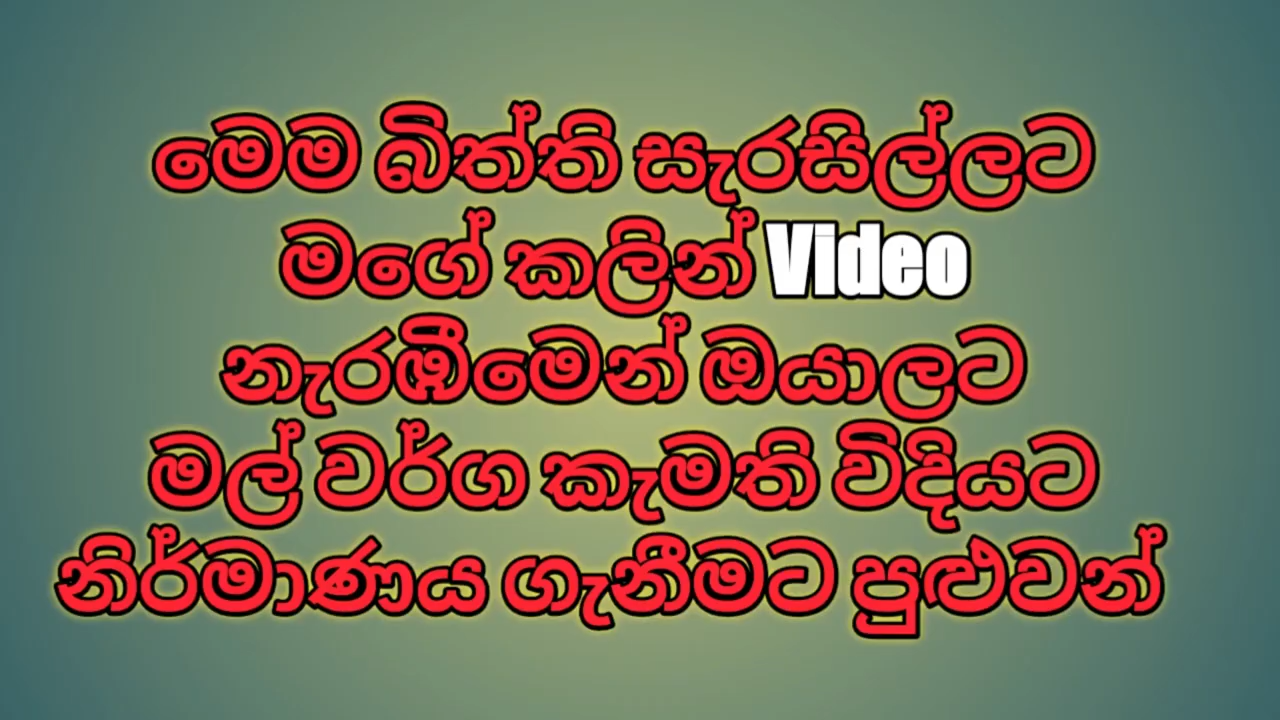 මෙම බිත්ති සැරසිල්ලට
මගේ කලින් Video
නැරඹීමෙන් ඔයාලට
මල් වර්ග කැමති විදියට
නිර්මාණය ගැනීමට පුළුවන්